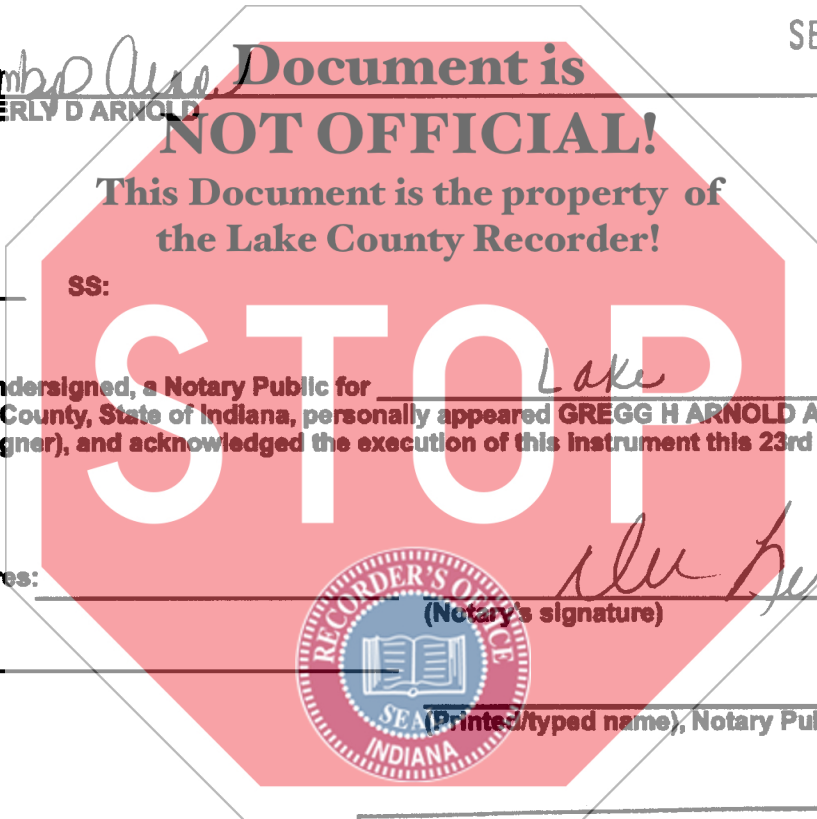 SE
Document is
ERLY D ARNOLD
NOT OFFICIAL!
This Document is the property of
the Lake County Recorder!
SS:
STOP
ndersigned, a Notary Public for Lake
County, State of Indiana, personally appeared GREGG H ARNOLD A
gner), and acknowledged the execution of this instrument this 23rd
es:
(Notary's signature)
RECORDER'S OFFICE
SEAL
INDIANA
(Printed/typed name), Notary Pu